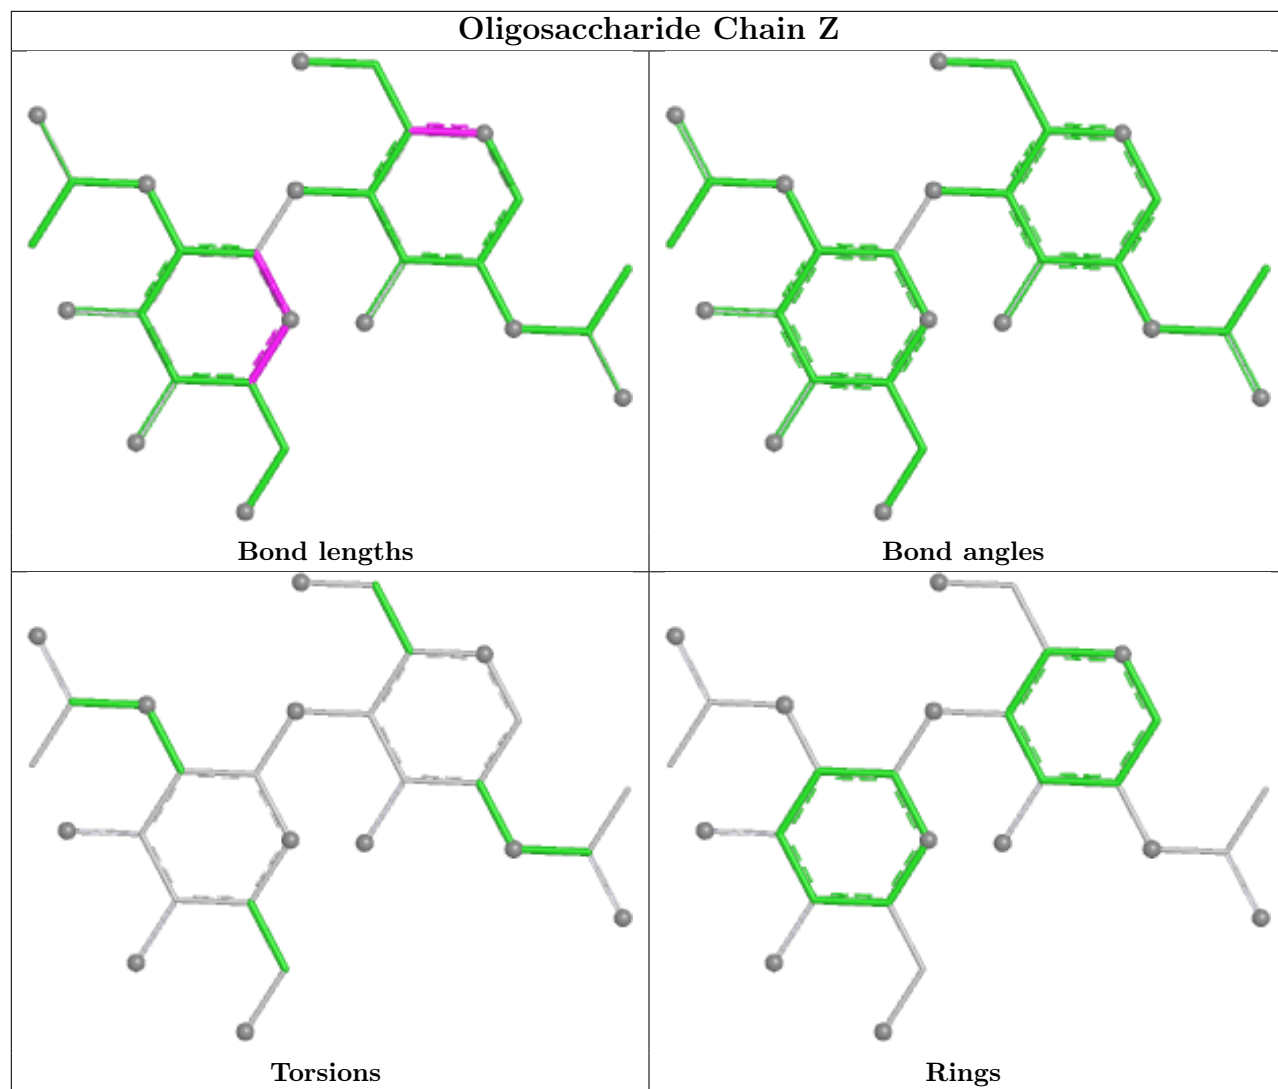 Oligosaccharide Chain Z
Bond lengths
Bond angles
Torsions
Rings